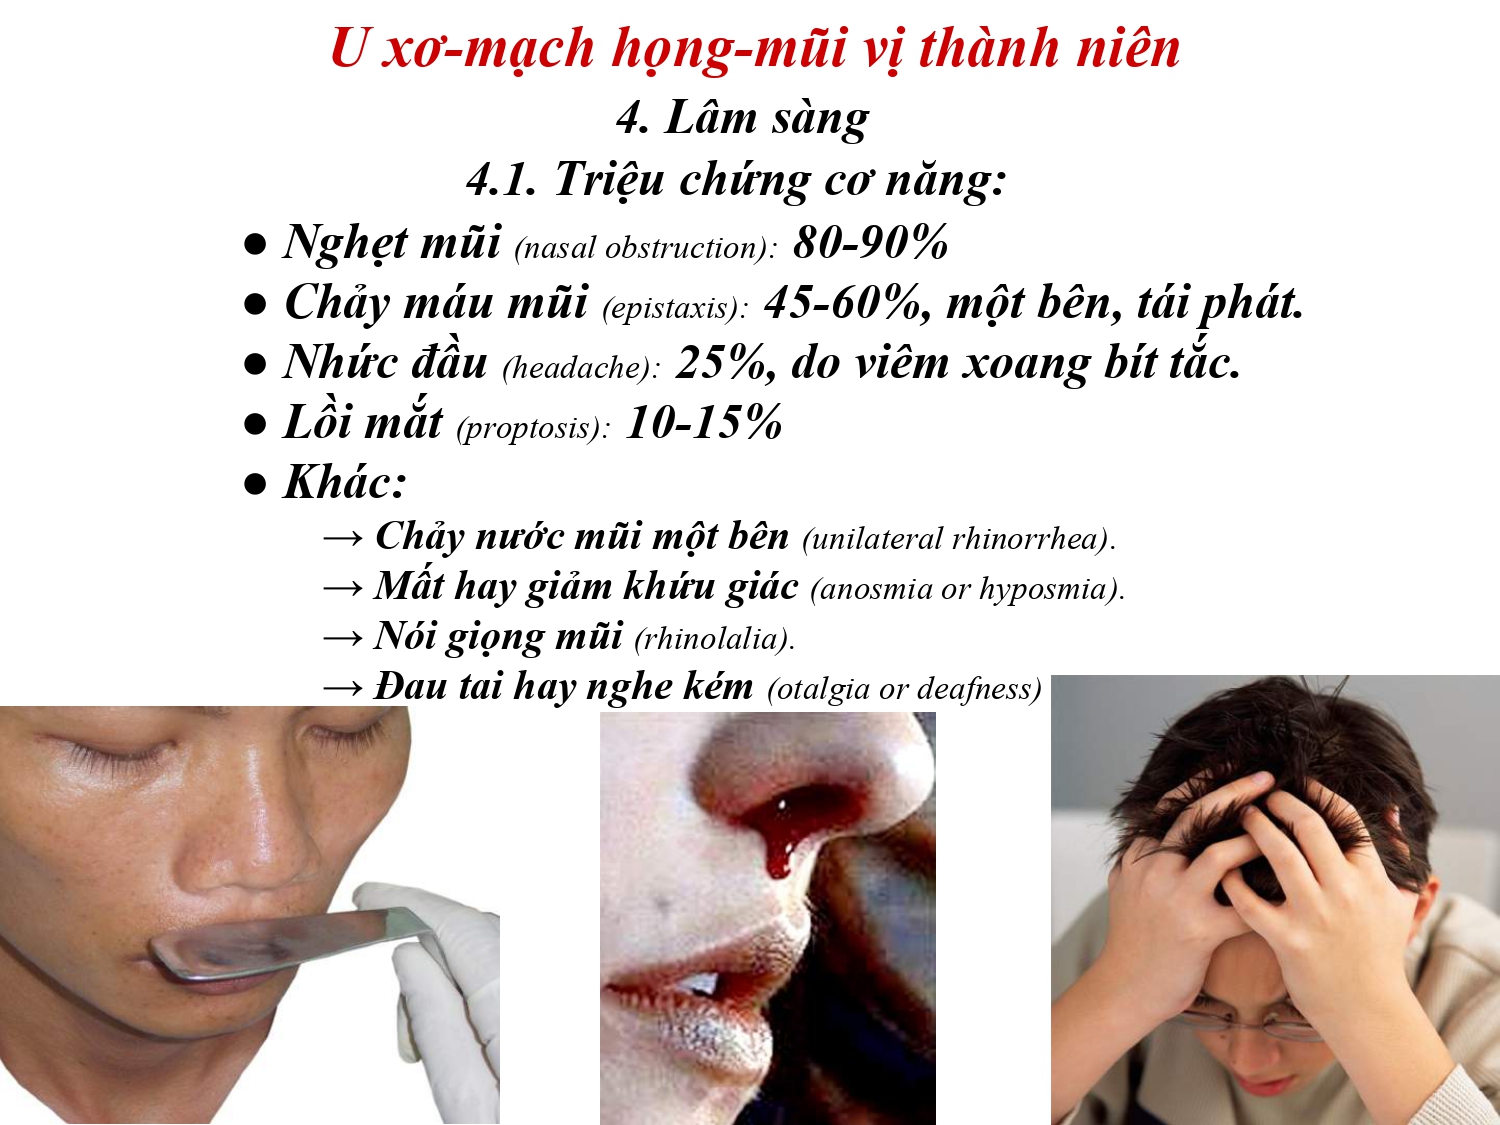 U xơ-mạch họng-mũi vị thành niên
4. Lâm sàng
4.1. Triệu chứng cơ năng:
● Nghẹt mũi (nasal obstruction): 80-90%
● Chảy máu mũi (epistaxis): 45-60%, một bên, tái phát.
● Nhức đầu (headache): 25%, do viêm xoang bít tắc.
● Lồi mắt (proptosis): 10-15%
● Khác:
→ Chảy nước mũi một bên (unilateral rhinorrhea).
→ Mất hay giảm khứu giác (anosmia or hyposmia).
→ Nói giọng mũi (rhinolalia).
→ Đau tai hay nghe kém (otalgia or deafness)